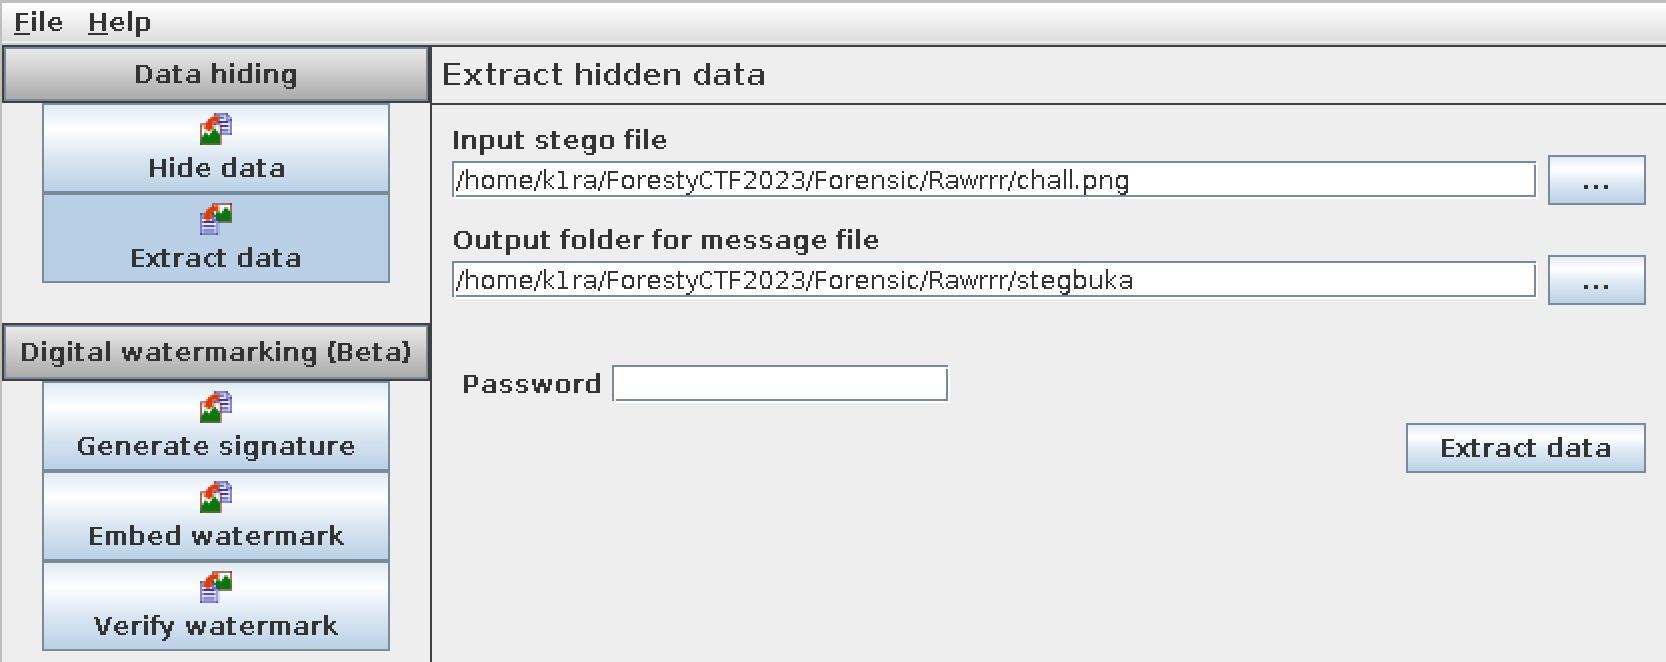 File Help
Data hiding
Hide data
Extract data
Digital watermarking (Beta)
Generate signature
Embed watermark
Verify watermark
Extract hidden data
Input stego file
/home/k1ra/ForestyCTF2023/Forensic/Rawrrr/chall.png
...
Output folder for message file
/home/k1ra/ForestyCTF2023/Forensic/Rawrrr/stegbuka
...
Password
Extract data